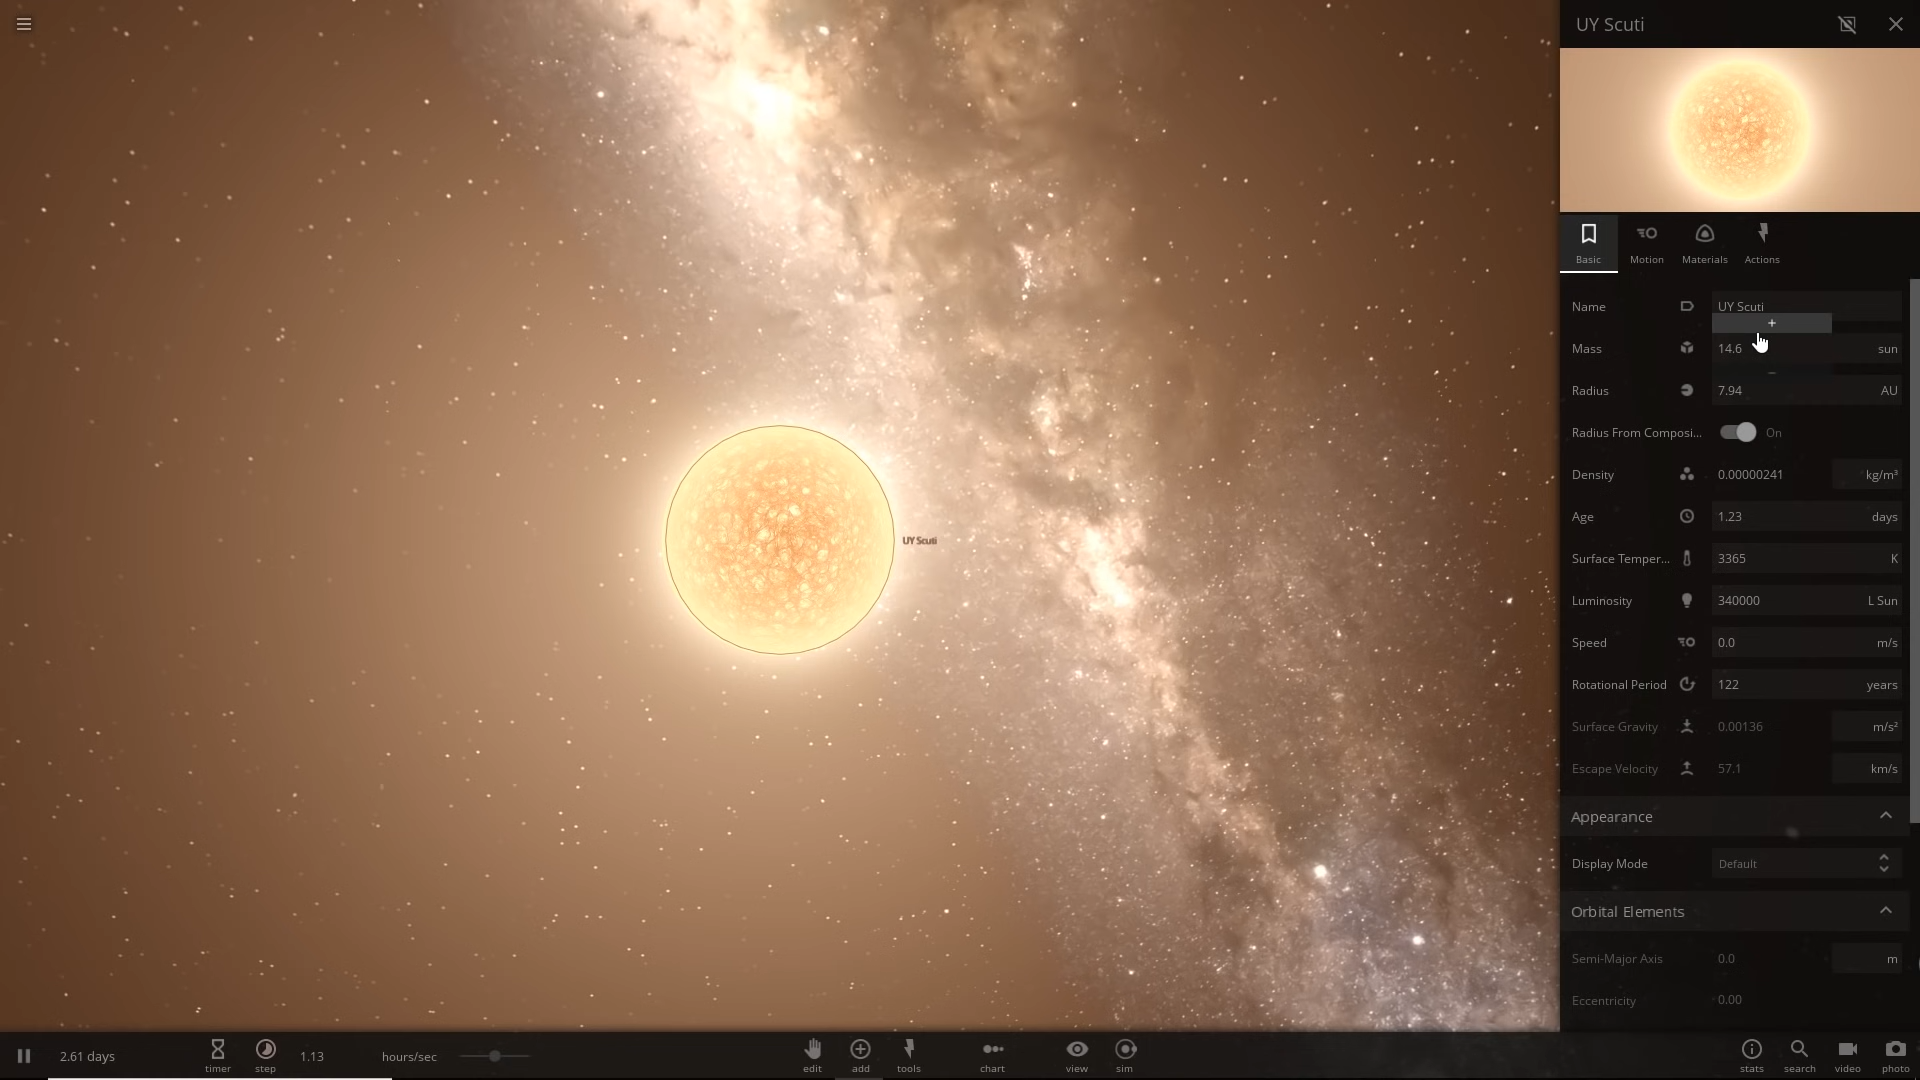 UY Scuti
Basic
Motion
Materials
Actions
Name UY Scuti
+
Mass 14.6 sun
Radius 7.94 AU
Radius From Composi... On
Density 0.00000241 kg/m³
Age 1.23 days
Surface Temper... 3365 K
Luminosity 340000 L Sun
Speed 0.0 m/s
Rotational Period 122 years
Surface Gravity 0.00136 m/s²
Escape Velocity 57.1 km/s
Appearance
Display Mode Default
Orbital Elements
Semi-Major Axis 0.0 m
Eccentricity 0.00
UY Scuti
2.61 days
timer
step
1.13 hours/sec
edit
add
tools
chart
view
sim
stats
search
video
photo